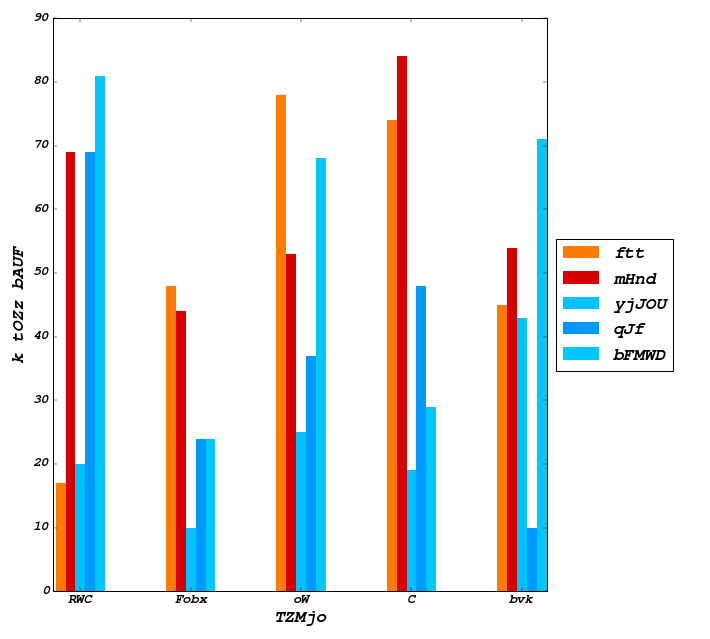 90
80
70
60
50
40
30
20
10
0
k tOZz bAUF
RWC Fobx oW C bvk
TZMjo
ftt
mHnd
yjJOU
qJf
bFMWD